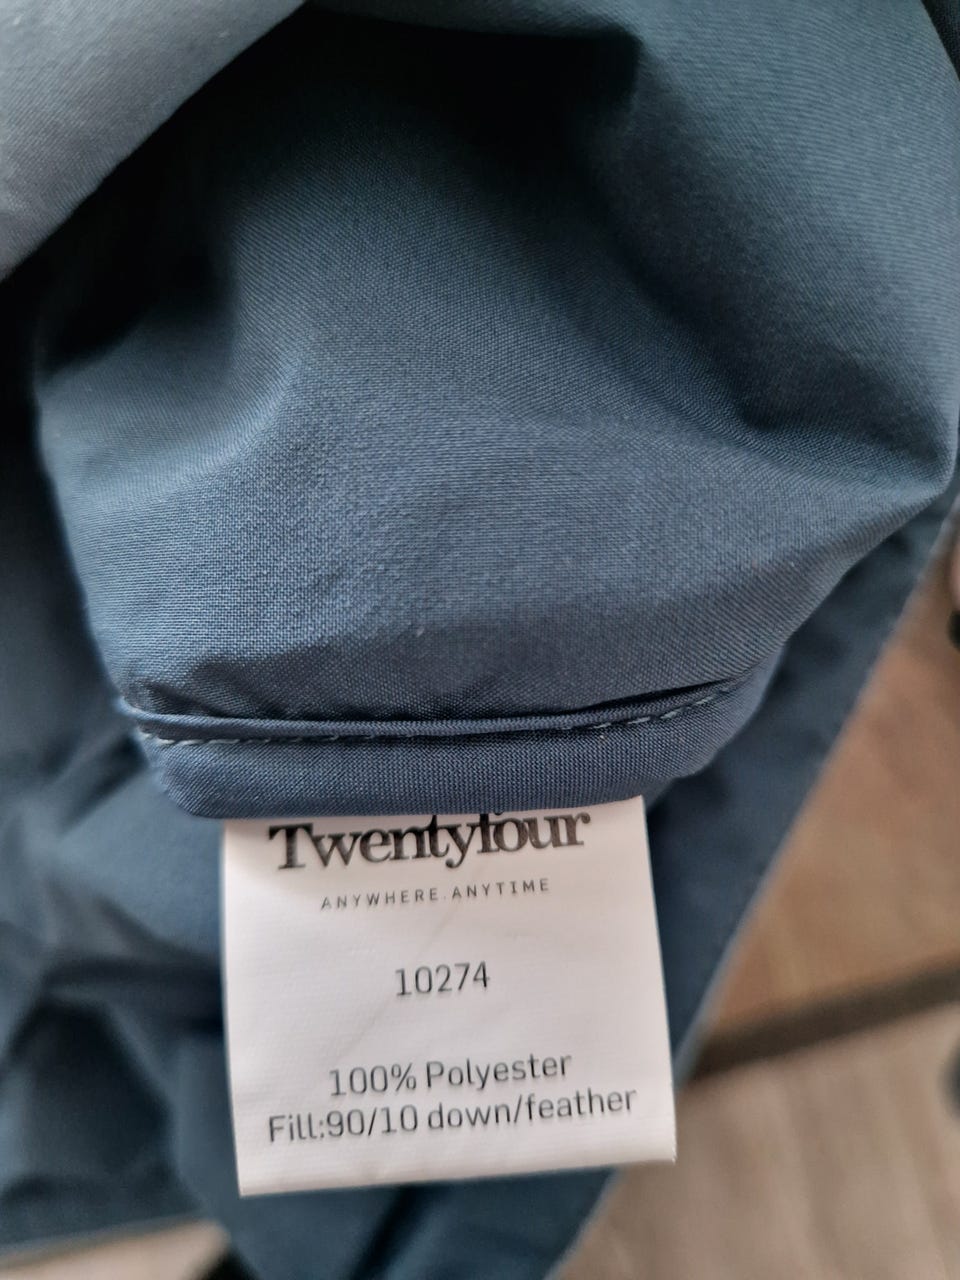 Twentyfour
ANYWHERE.ANYTIME
10274
100% Polyester
Fill:90/10 down/feather